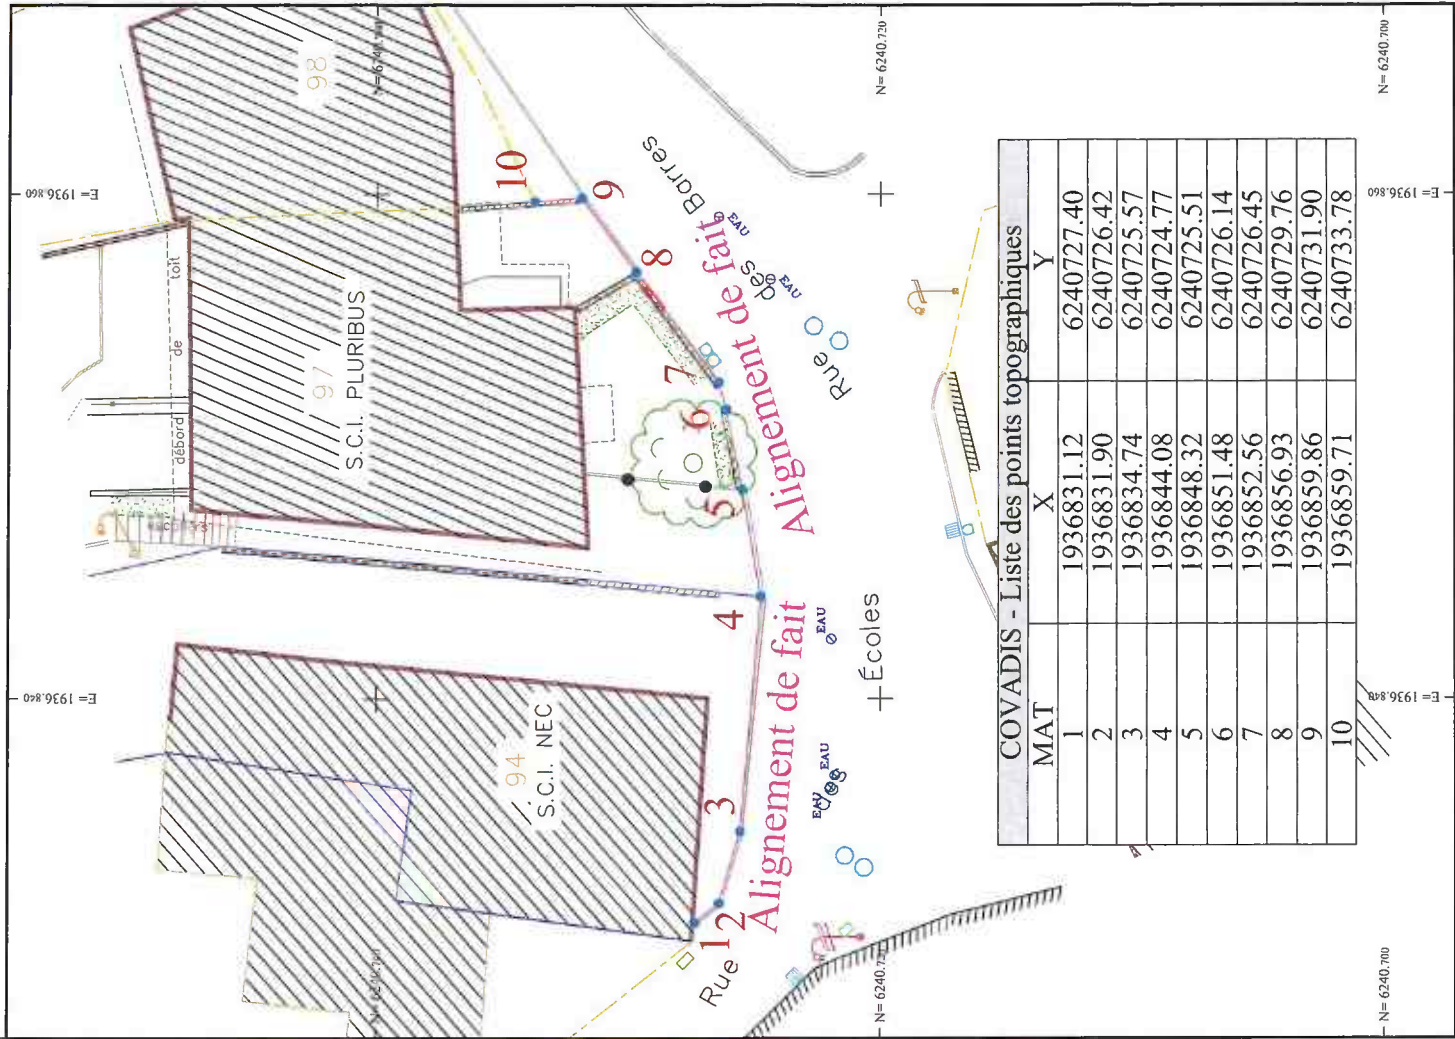 98
97
S.C.I. PLURIBUS
débord de toit
94
S.C.I. NEC
1
2
3
4
5
6
7
8
9
10
Alignement de fait
Alignement de fait
Rue
des
Écoles
Rue
des
Barres
EAU
EAU
EAU
EAU
EAU
E= 1936.860
E= 1936.860
E= 1936.840
E= 1936.840
N= 6240.720
N= 6240.700
N= 6240.700
COVADIS - Liste des points topographiques
MAT X Y
1 1936831.12 6240727.40
2 1936831.90 6240726.42
3 1936834.74 6240725.57
4 1936844.08 6240724.77
5 1936848.32 6240725.51
6 1936851.48 6240726.14
7 1936852.56 6240726.45
8 1936856.93 6240729.76
9 1936859.86 6240731.90
10 1936859.71 6240733.78